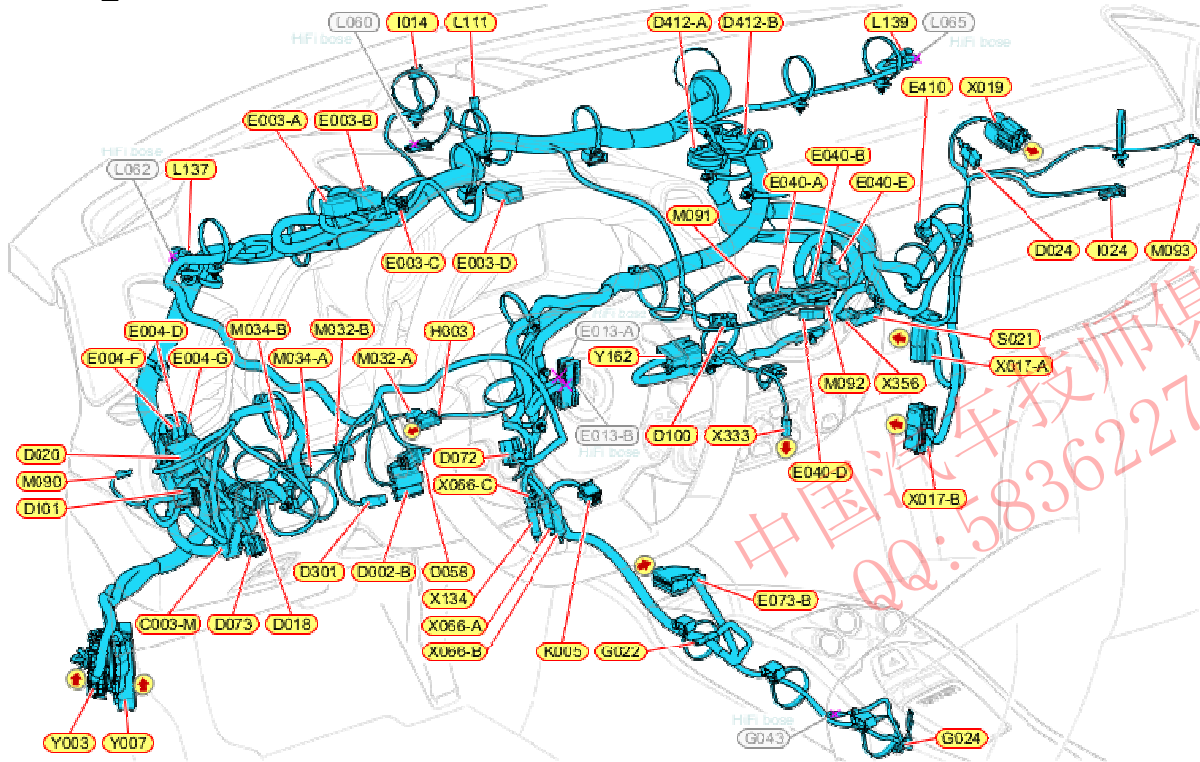 L060
I014
L111
D412-A
D412-B
L139
L065
HiFi bose
HiFi bose
E410
X019
E003-A
E003-B
HiFi bose
L062
L137
E040-B
E040-A
E040-E
M091
E003-C
E003-D
D024
I024
M093
E004-D
M034-B
M032-B
H003
E013-A
HiFi bose
S021
E004-F
E004-G
M034-A
M032-A
Y162
X017-A
M092
X356
D020
D072
E013-B
HiFi bose
D100
X333
M090
X066-C
E040-D
DI01
X017-B
D301
D002-B
D058
X134
E073-B
C003-M
D073
D018
X066-A
X066-B
K005
G022
HiFi bose
Y003
Y007
G043
G024
中国汽车技师俱
QQ: 5836227